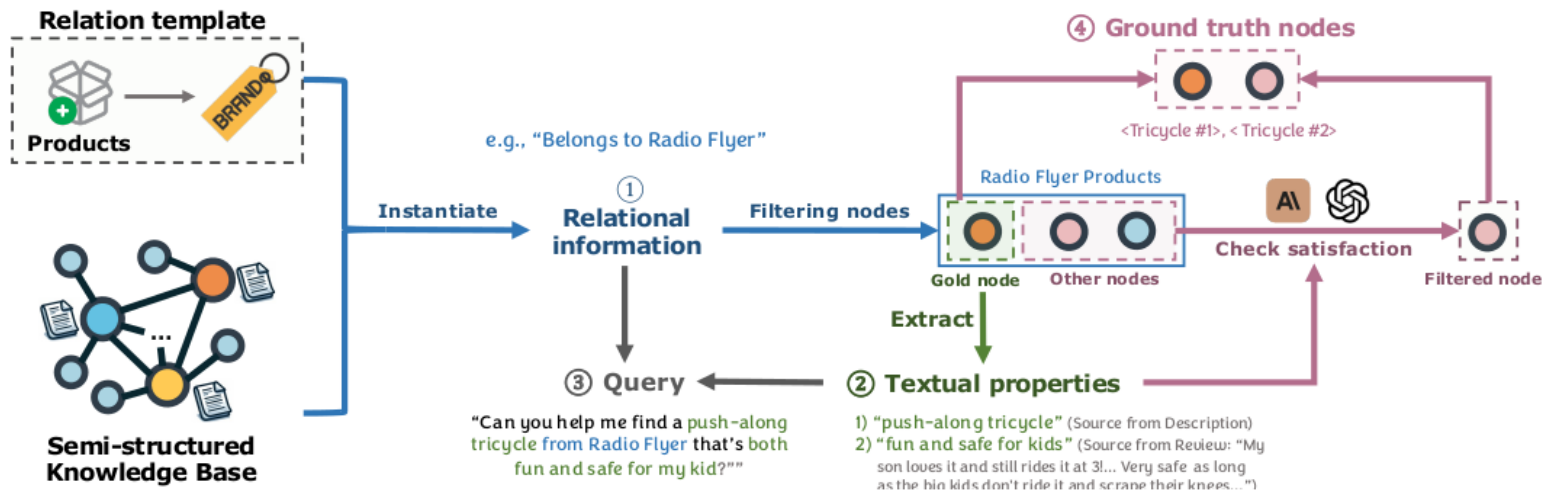 Relation template
BRAND
Products
Semi-structured
Knowledge Base
...
Instantiate
e.g., “Belongs to Radio Flyer”
①
Relational
information
Filtering nodes
③ Query
“Can you help me find a push-along
tricycle from Radio Flyer that's both
fun and safe for my kid?””
④ Ground truth nodes
<Tricycle #1>, < Tricycle #2>
Radio Flyer Products
Gold node
Other nodes
A\
Check satisfaction
Filtered node
Extract
② Textual properties
1) “push-along tricycle” (Source from Description)
2) “fun and safe for kids” (Source from Review: “My
son loves it and still rides it at 3!... Very safe as long
as the big kids don't ride it and scrape their knees...”)